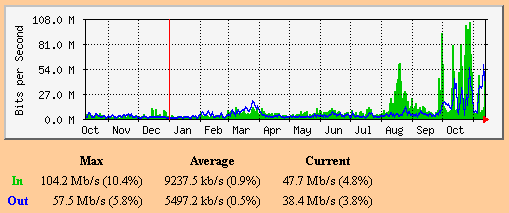 108.0 M
81.0 M
54.0 M
27.0 M
0.0 M
Bits per Second
Oct Nov Dec Jan Feb Mar Apr May Jun Jul Aug Sep Oct
Max Average Current
In 104.2 Mb/s (10.4%) 9237.5 kb/s (0.9%) 47.7 Mb/s (4.8%)
Out 57.5 Mb/s (5.8%) 5497.2 kb/s (0.5%) 38.4 Mb/s (3.8%)